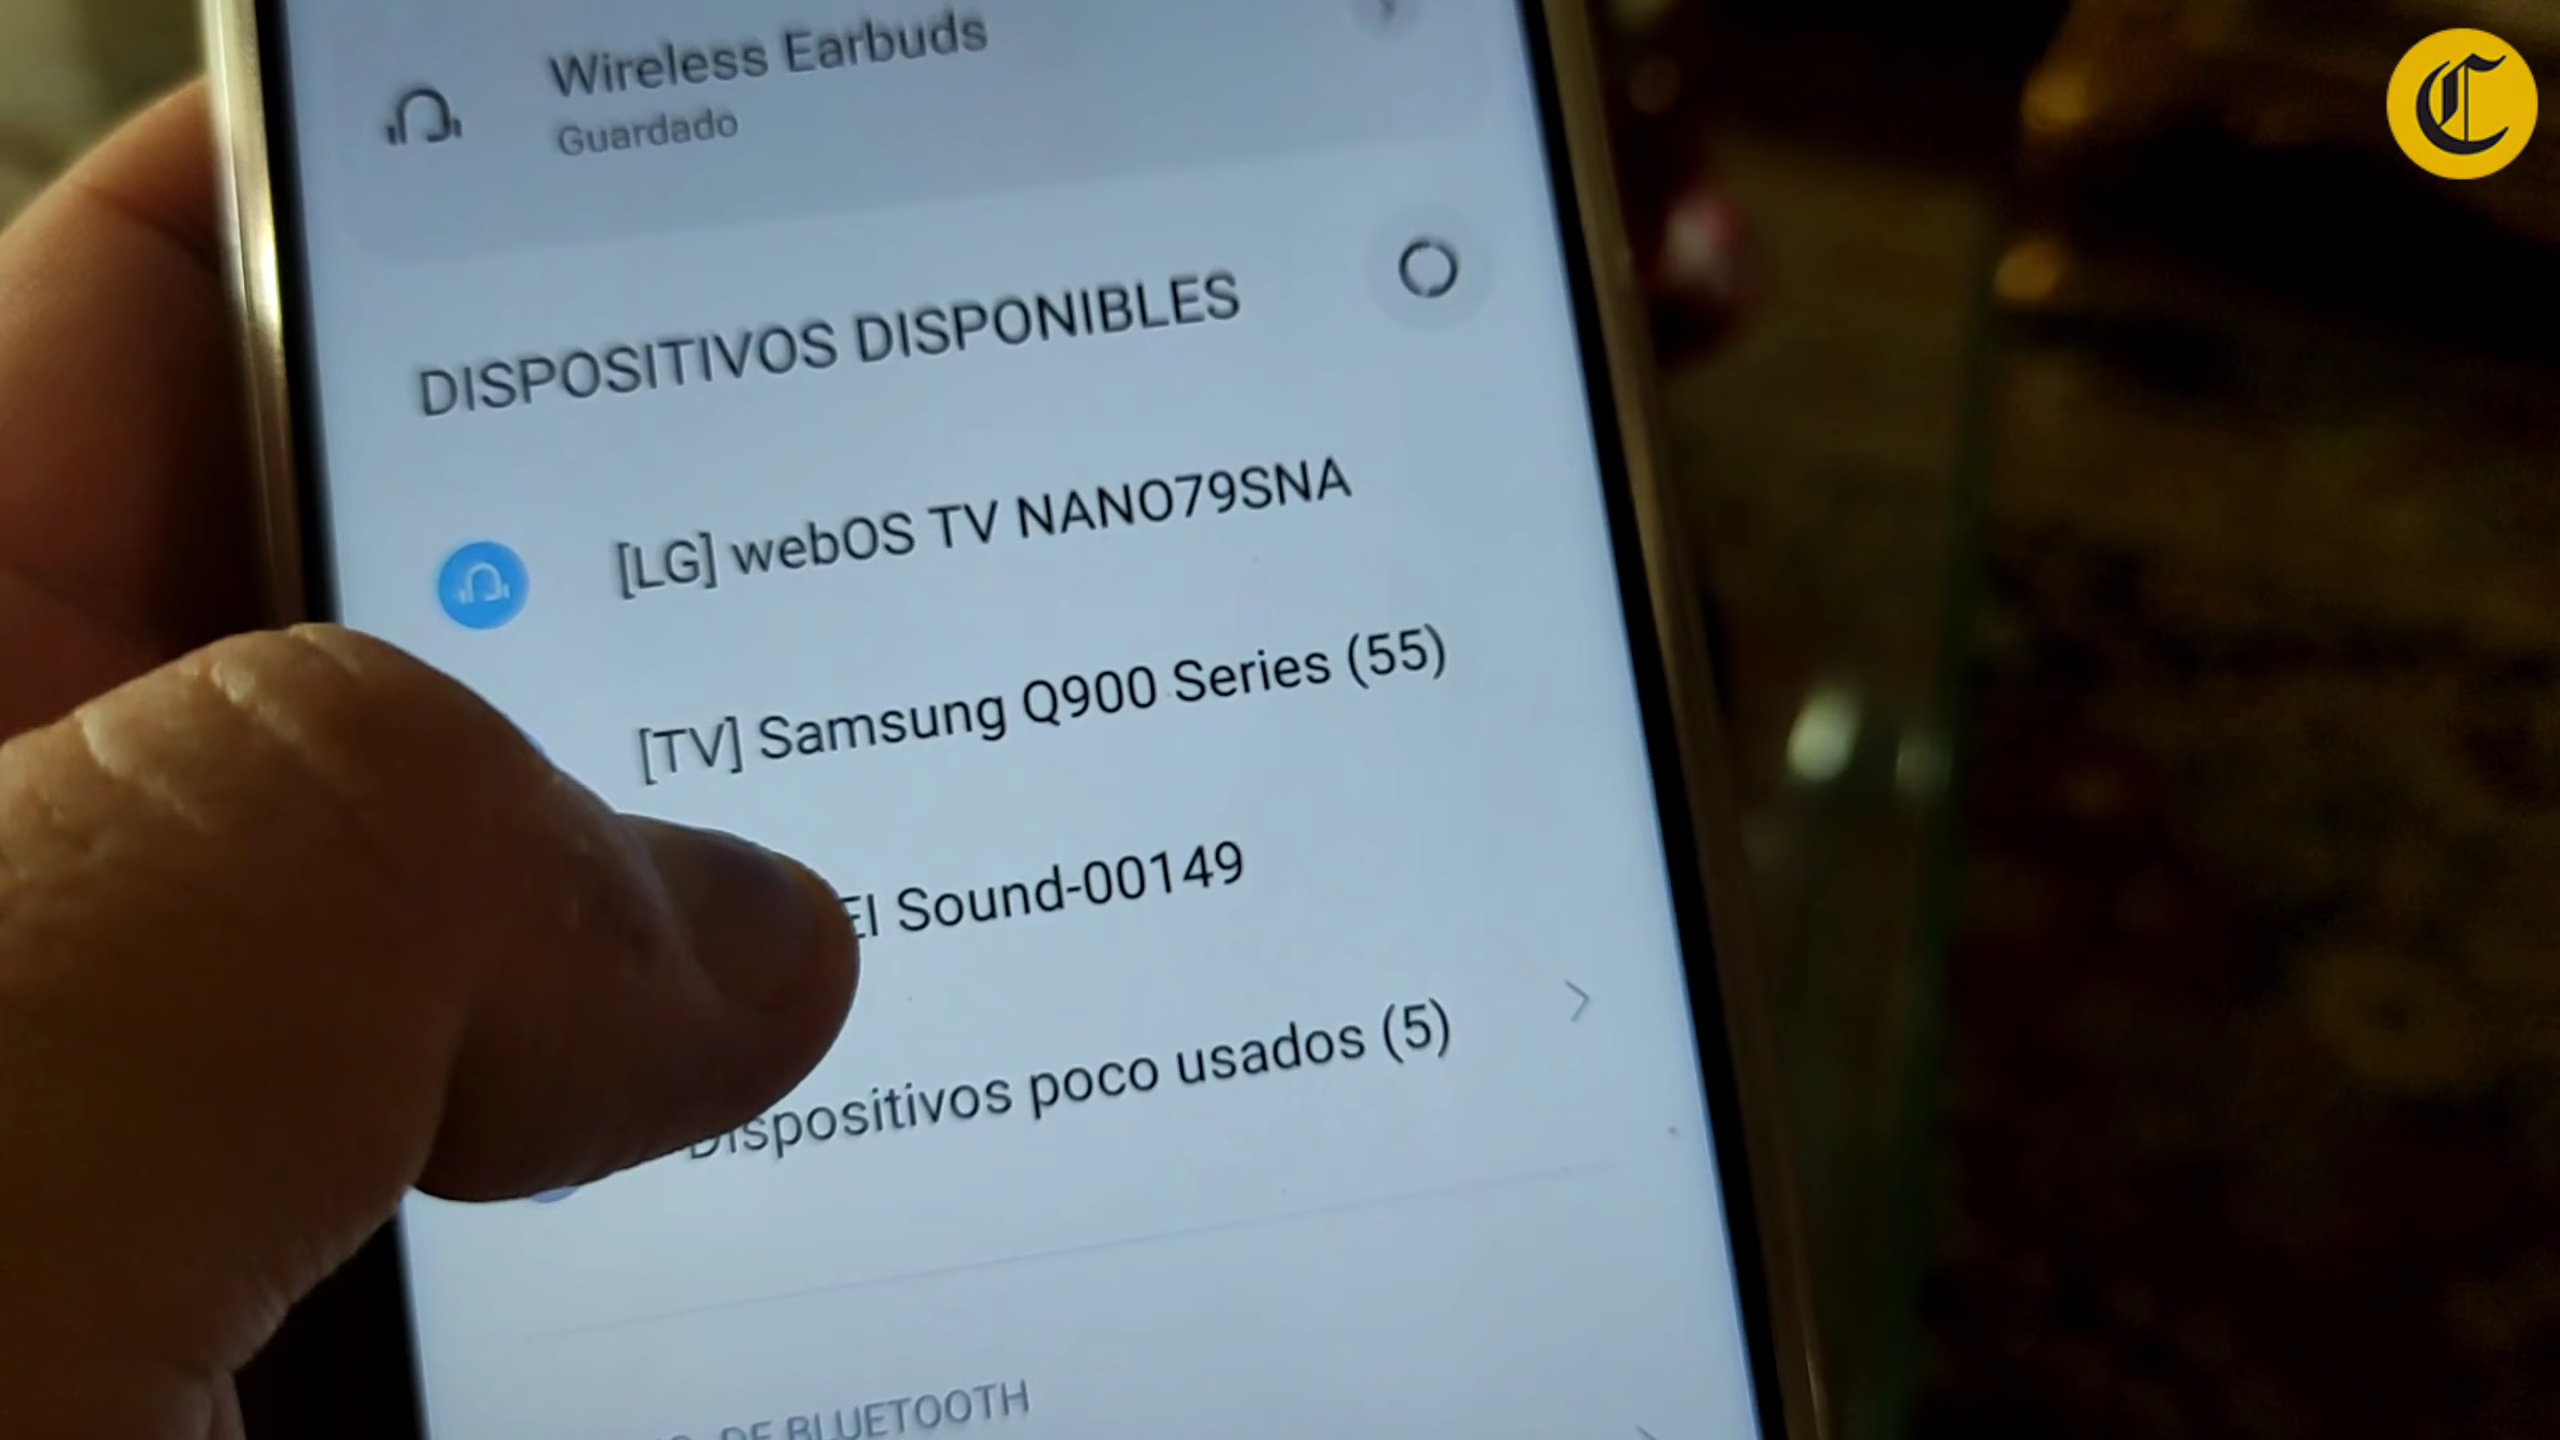 Wireless Earbuds
Guardado
DISPOSITIVOS DISPONIBLES
[LG] webOS TV NANO79SNA
[TV] Samsung Q900 Series (55)
Sound-00149
Dispositivos poco usados (5)
DE BLUETOOTH